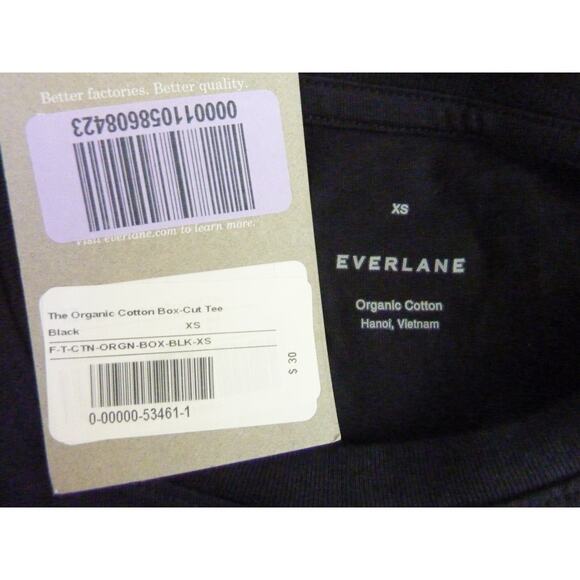 Better factories. Better quality.
0000110586088423
Visit everlane.com to learn more.
The Organic Cotton Box-Cut Tee
Black XS
F-T-CTN-ORGN-BOX-BLK-XS
$ 30
0-00000-53461-1
XS
EVERLANE
Organic Cotton
Hanoi, Vietnam